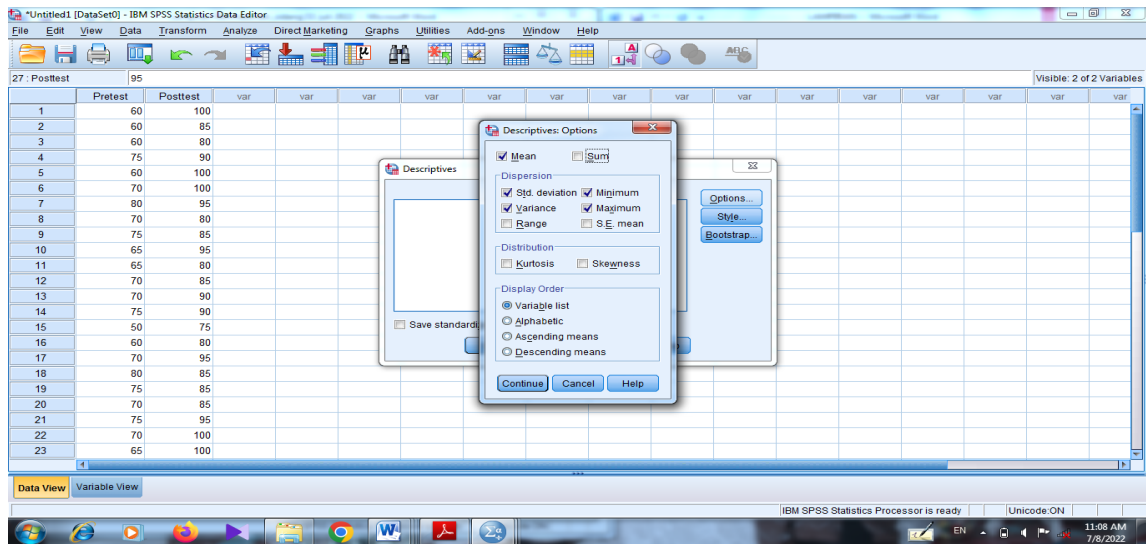 *Untitled1 [DataSet0] - IBM SPSS Statistics Data Editor
File Edit View Data Transform Analyze Direct Marketing Graphs Utilities Add-ons Window Help
27 : Posttest 95 Visible: 2 of 2 Variables
Pretest Posttest var var var var var var var var var var var var var var var
1 60 100
2 60 85
3 60 80
4 75 90
5 60 100
6 70 100
7 80 95
8 70 80
9 75 85
10 65 95
11 65 80
12 70 85
13 70 90
14 75 90
15 50 75
16 60 80
17 70 95
18 80 85
19 75 85
20 70 85
21 75 95
22 70 100
23 65 100
Descriptives
Options...
Style...
Bootstrap...
Save standardi
Descriptives: Options
Mean Sum
Dispersion
Std. deviation Minimum
Variance Maximum
Range S.E. mean
Distribution
Kurtosis Skewness
Display Order
Variable list
Alphabetic
Ascending means
Descending means
Continue Cancel Help
Data View Variable View
IBM SPSS Statistics Processor is ready Unicode:ON
EN 11:08 AM
7/8/2022